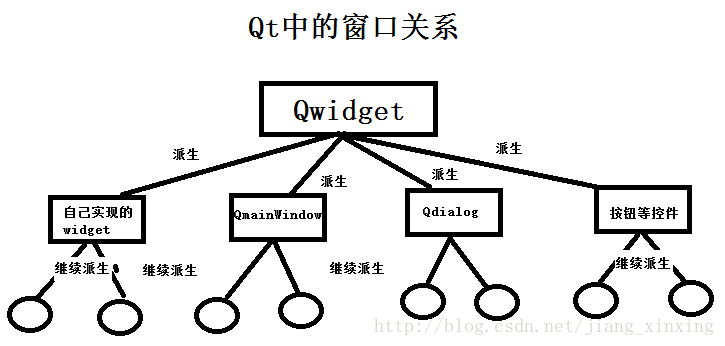 Qt中的窗口关系
Qwidget
派生
派生
派生
派生
自己实现的
widget
QmainWindow
Qdialog
按钮等控件
继续派生
继续派生
继续派生
继续派生
http://blog.csdn.net/jiang_xinxing